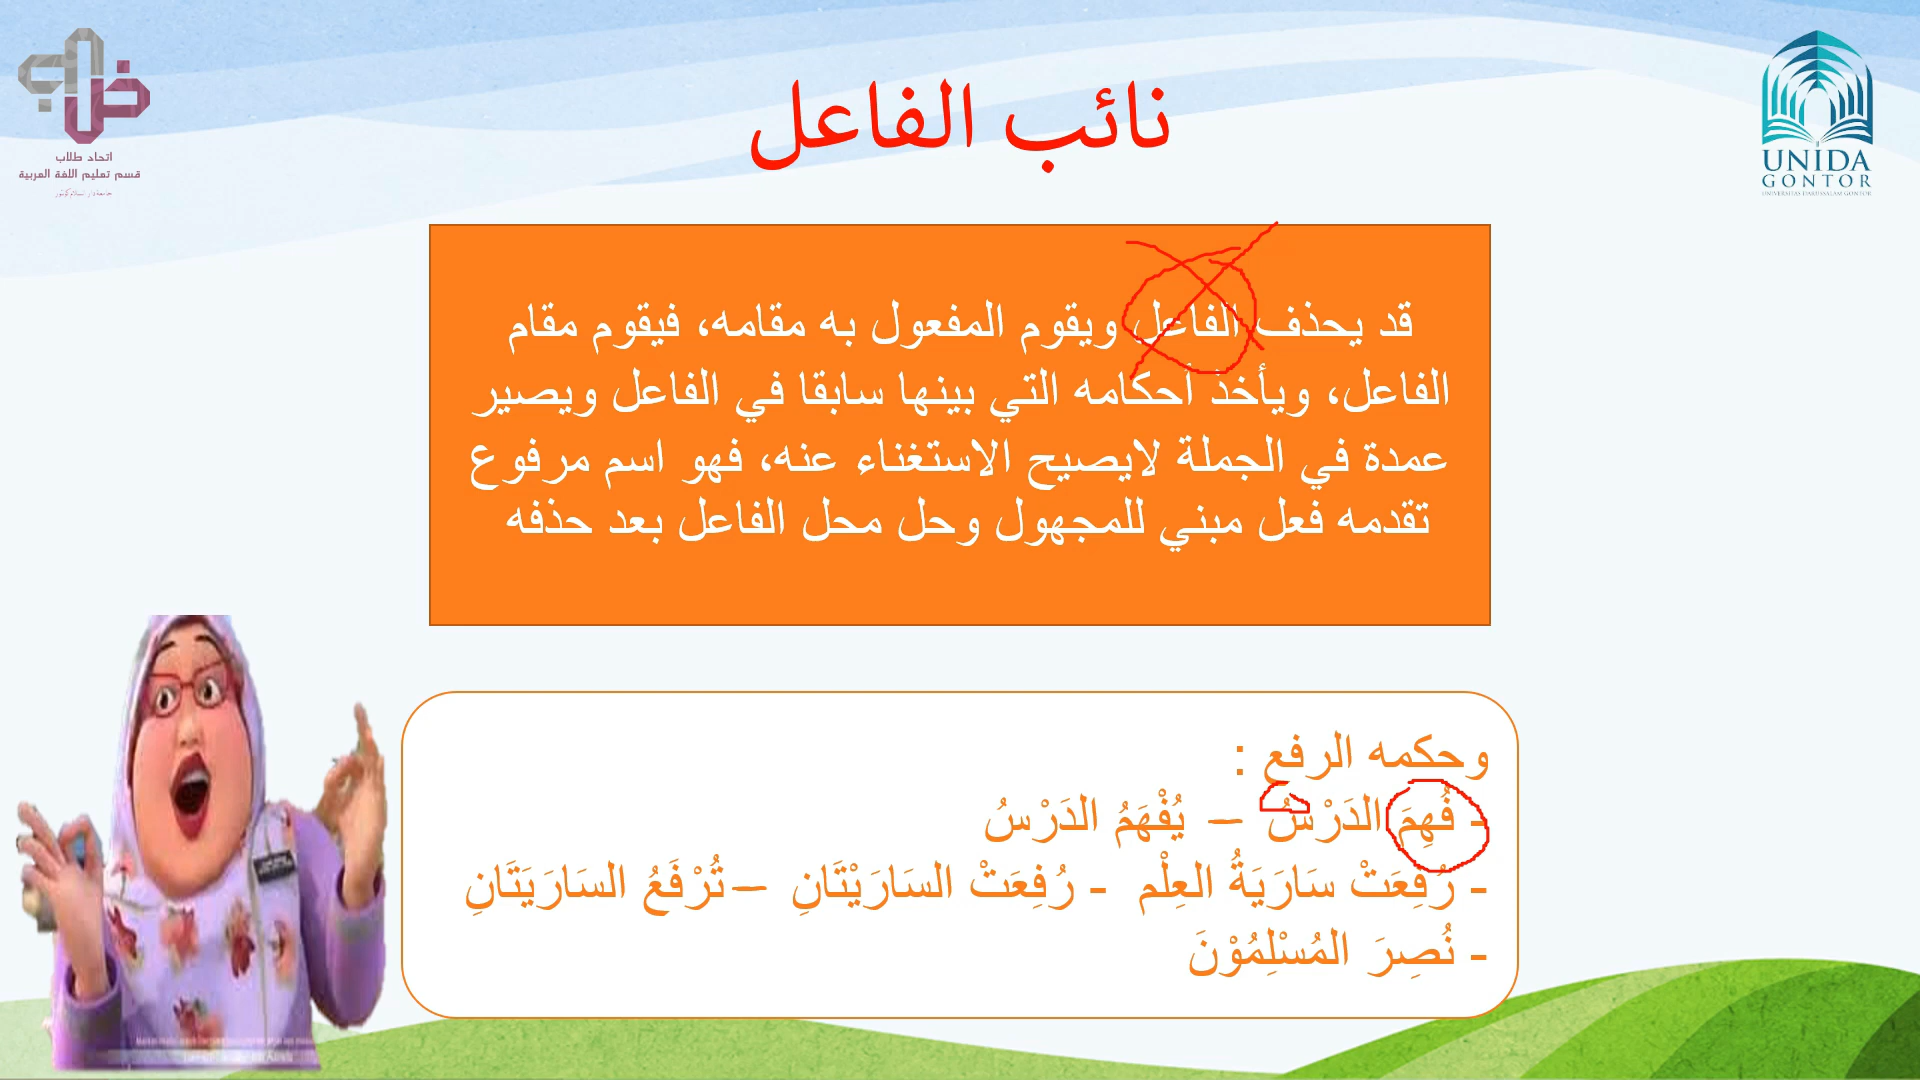 نائب الفاعل
اتحاد طلاب
قسم تعليم اللغة العربية
UNIDA
GONTOR
UNIVERSITAS DARUSSALAM GONTOR
قد يحذف الفاعل ويقوم المفعول به مقامه، فيقوم مقام
الفاعل، ويأخذ أحكامه التي بينها سابقا في الفاعل ويصير
عمدة في الجملة لايصيح الاستغناء عنه، فهو اسم مرفوع
تقدمه فعل مبني للمجهول وحل محل الفاعل بعد حذفه
وحكمه الرفع :
- فُهِمَ الدَرْسُ – يُفْهَمُ الدَرْسُ
- رُفِعَتْ سَارَيَةُ العِلْم - رُفِعَتْ السَارَيْتَانِ – تُرْفَعُ السَارَيَتَانِ
- نُصِرَ المُسْلِمُوْنَ